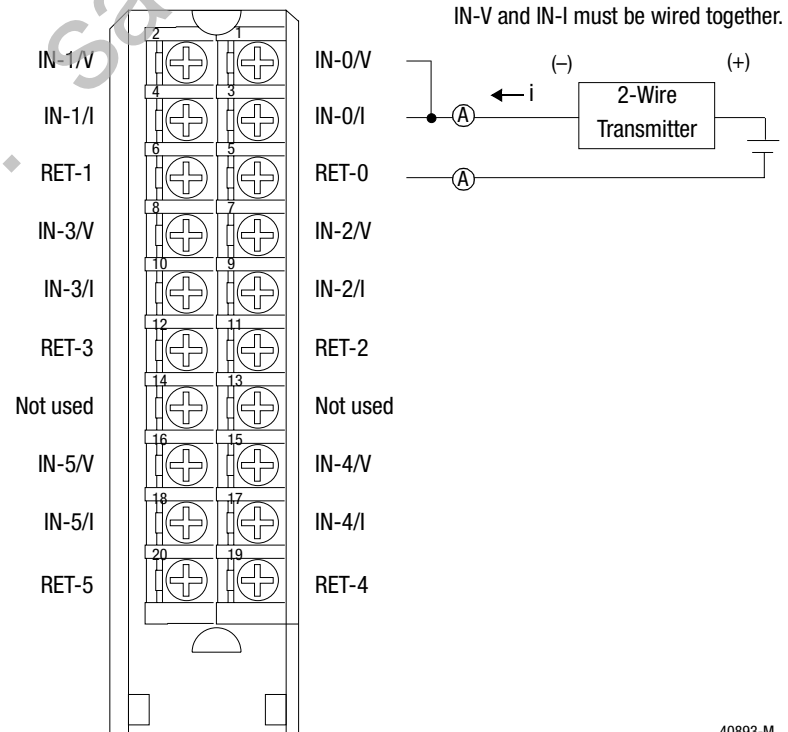 IN-V and IN-I must be wired together.
2 1
IN-1/V IN-0/V
(–) (+)
i
2-Wire
Transmitter
4 3
IN-1/I IN-0/I
A
6 5
RET-1 RET-0
A
8 7
IN-3/V IN-2/V
10 9
IN-3/I IN-2/I
12 11
RET-3 RET-2
14 13
Not used Not used
16 15
IN-5/V IN-4/V
18 17
IN-5/I IN-4/I
20 19
RET-5 RET-4